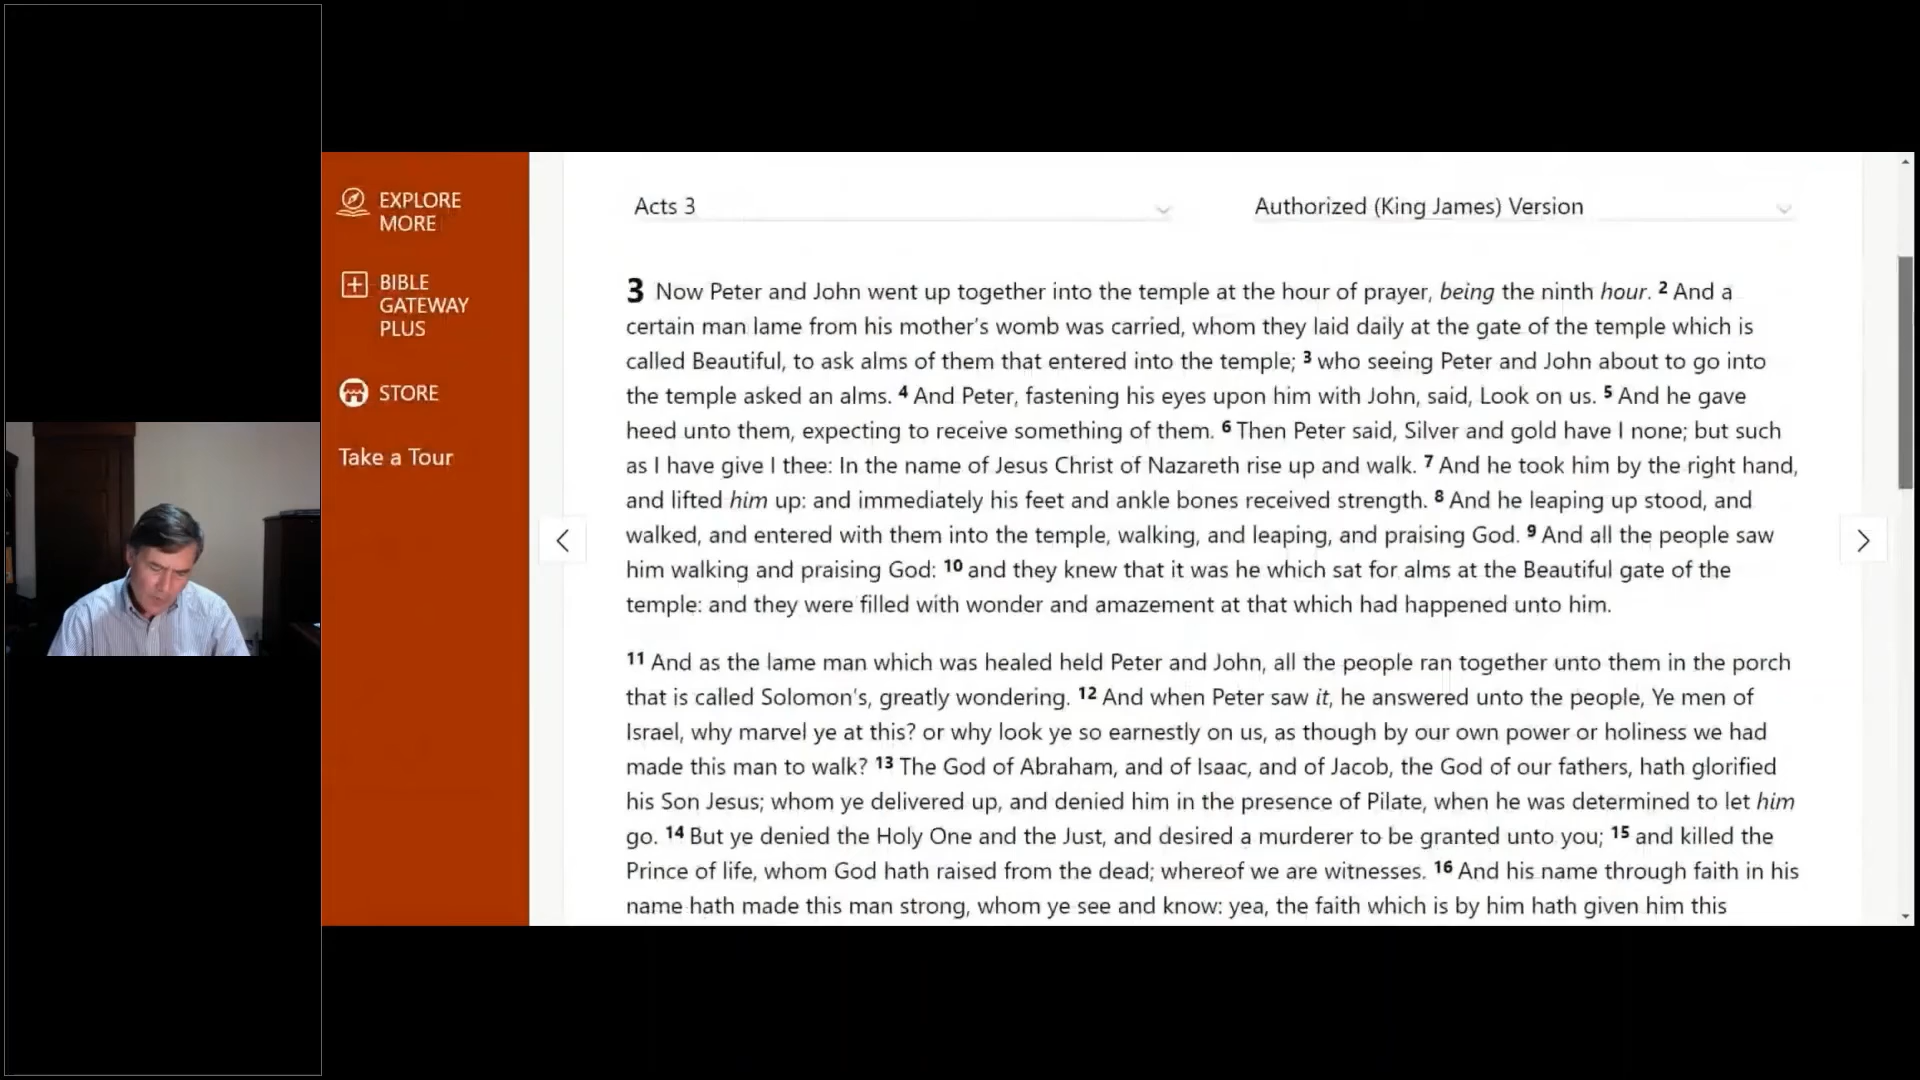 EXPLORE
MORE
BIBLE
GATEWAY
PLUS
STORE
Take a Tour
Acts 3
Authorized (King James) Version
3 Now Peter and John went up together into the temple at the hour of prayer, being the ninth hour. 2 And a
certain man lame from his mother's womb was carried, whom they laid daily at the gate of the temple which is
called Beautiful, to ask alms of them that entered into the temple; 3 who seeing Peter and John about to go into
the temple asked an alms. 4 And Peter, fastening his eyes upon him with John, said, Look on us. 5 And he gave
heed unto them, expecting to receive something of them. 6 Then Peter said, Silver and gold have I none; but such
as I have give I thee: In the name of Jesus Christ of Nazareth rise up and walk. 7 And he took him by the right hand,
and lifted him up: and immediately his feet and ankle bones received strength. 8 And he leaping up stood, and
walked, and entered with them into the temple, walking, and leaping, and praising God. 9 And all the people saw
him walking and praising God: 10 and they knew that it was he which sat for alms at the Beautiful gate of the
temple: and they were filled with wonder and amazement at that which had happened unto him.
11 And as the lame man which was healed held Peter and John, all the people ran together unto them in the porch
that is called Solomon's, greatly wondering. 12 And when Peter saw it, he answered unto the people, Ye men of
Israel, why marvel ye at this? or why look ye so earnestly on us, as though by our own power or holiness we had
made this man to walk? 13 The God of Abraham, and of Isaac, and of Jacob, the God of our fathers, hath glorified
his Son Jesus; whom ye delivered up, and denied him in the presence of Pilate, when he was determined to let him
go. 14 But ye denied the Holy One and the Just, and desired a murderer to be granted unto you; 15 and killed the
Prince of life, whom God hath raised from the dead; whereof we are witnesses. 16 And his name through faith in his
name hath made this man strong, whom ye see and know: yea, the faith which is by him hath given him this